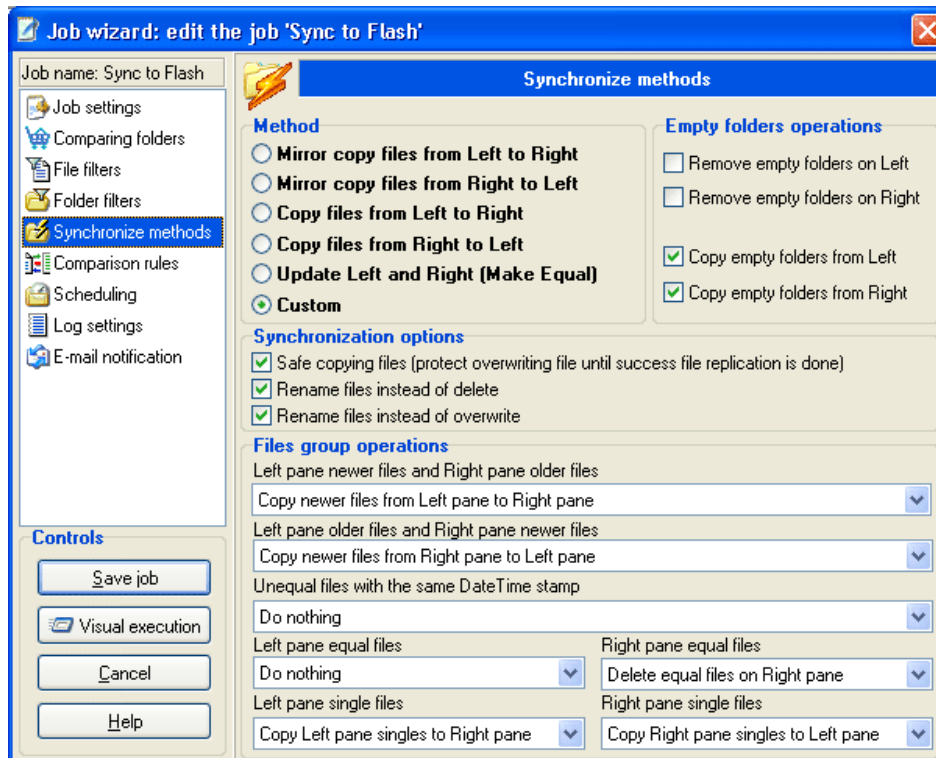 Job wizard: edit the job 'Sync to Flash'
Job name: Sync to Flash
Job settings
Comparing folders
File filters
Folder filters
Synchronize methods
Comparison rules
Scheduling
Log settings
E-mail notification
Controls
Save job
Visual execution
Cancel
Help
Synchronize methods
Method
Mirror copy files from Left to Right
Mirror copy files from Right to Left
Copy files from Left to Right
Copy files from Right to Left
Update Left and Right (Make Equal)
Custom
Empty folders operations
Remove empty folders on Left
Remove empty folders on Right
Copy empty folders from Left
Copy empty folders from Right
Synchronization options
Safe copying files (protect overwriting file until success file replication is done)
Rename files instead of delete
Rename files instead of overwrite
Files group operations
Left pane newer files and Right pane older files
Copy newer files from Left pane to Right pane
Left pane older files and Right pane newer files
Copy newer files from Right pane to Left pane
Unequal files with the same DateTime stamp
Do nothing
Left pane equal files
Do nothing
Right pane equal files
Delete equal files on Right pane
Left pane single files
Copy Left pane singles to Right pane
Right pane single files
Copy Right pane singles to Left pane